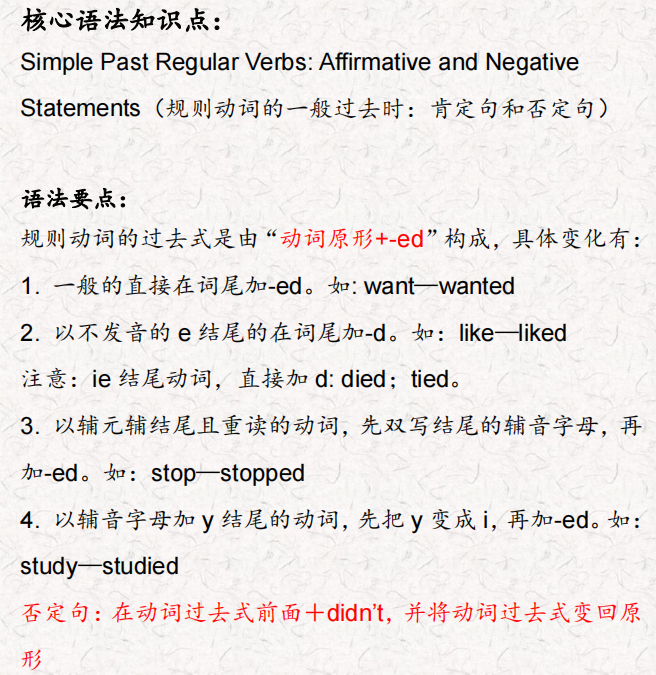 核心语法知识点：
Simple Past Regular Verbs: Affirmative and Negative
Statements（规则动词的一般过去时：肯定句和否定句）
语法要点：
规则动词的过去式是由“动词原形+-ed”构成，具体变化有：
1. 一般的直接在词尾加-ed。如: want—wanted
2. 以不发音的 e 结尾的在词尾加-d。如：like—liked
注意：ie 结尾动词，直接加 d: died；tied。
3. 以辅元辅结尾且重读的动词，先双写结尾的辅音字母，再
加-ed。如：stop—stopped
4. 以辅音字母加 y 结尾的动词，先把 y 变成 i，再加-ed。如：
study—studied
否定句：在动词过去式前面＋didn’t，并将动词过去式变回原
形